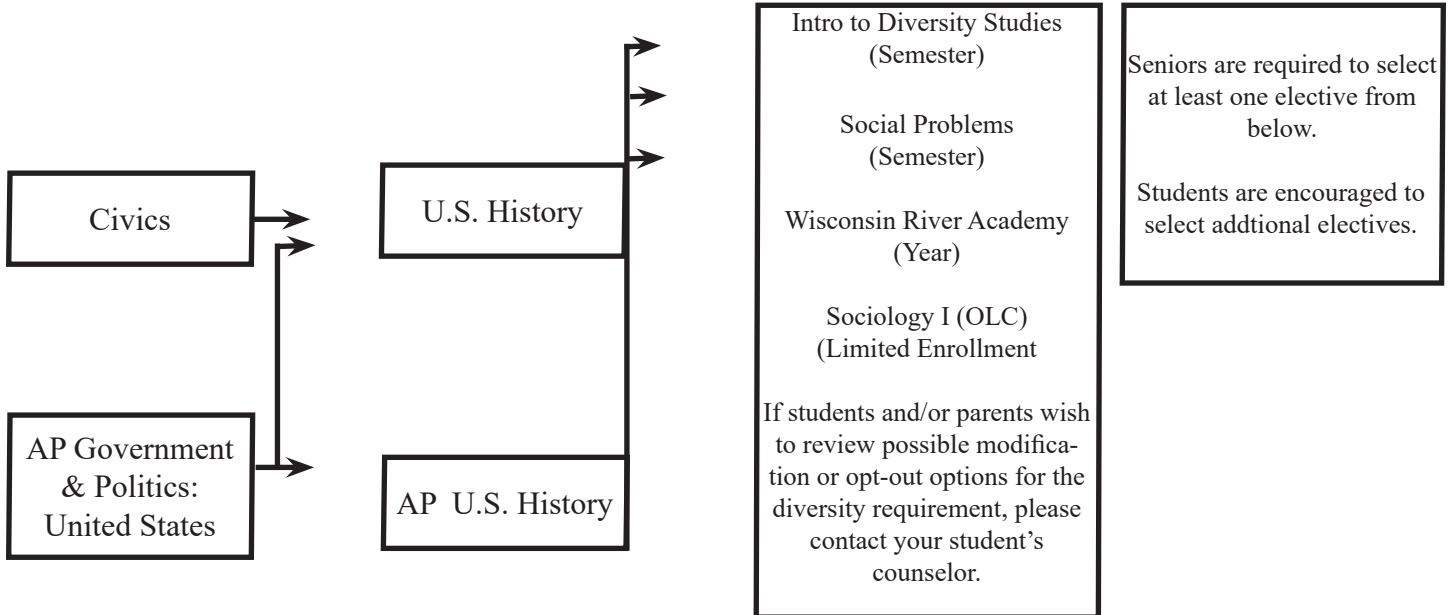 Civics
AP Government
& Politics:
United States
U.S. History
AP U.S. History
Intro to Diversity Studies
(Semester)
Social Problems
(Semester)
Wisconsin River Academy
(Year)
Sociology I (OLC)
(Limited Enrollment
If students and/or parents wish
to review possible modifica-
tion or opt-out options for the
diversity requirement, please
contact your student’s
counselor.
Seniors are required to select
at least one elective from
below.
Students are encouraged to
select addtional electives.